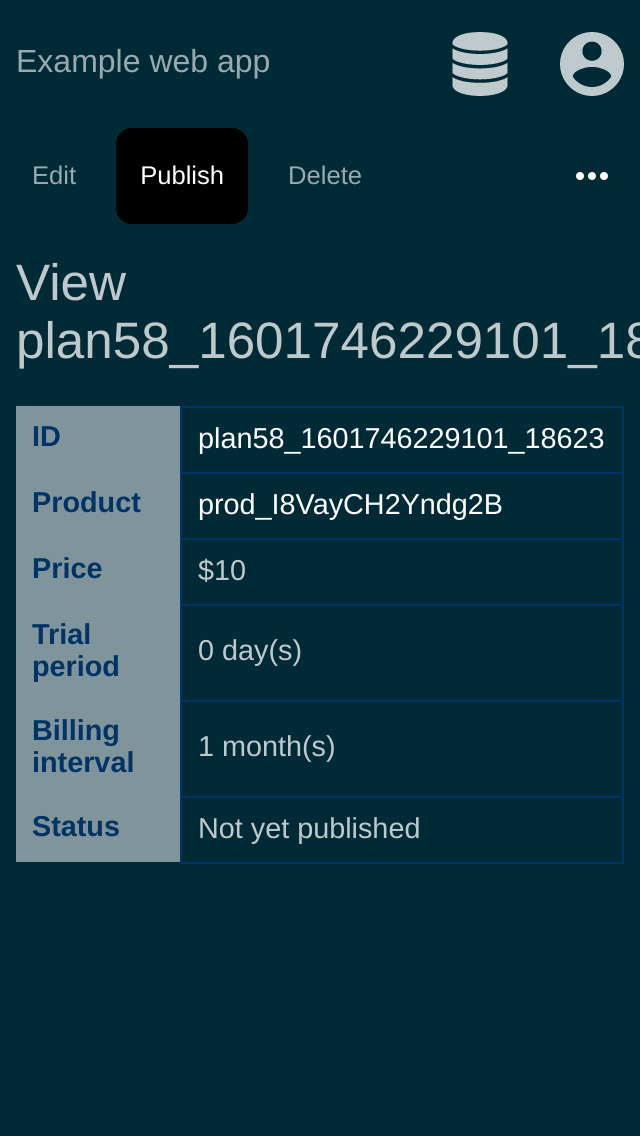 Example web app
Edit Publish Delete
View
plan58_1601746229101_18
ID plan58_1601746229101_18623
Product prod_I8VayCH2Yndg2B
Price $10
Trial
period 0 day(s)
Billing
interval 1 month(s)
Status Not yet published